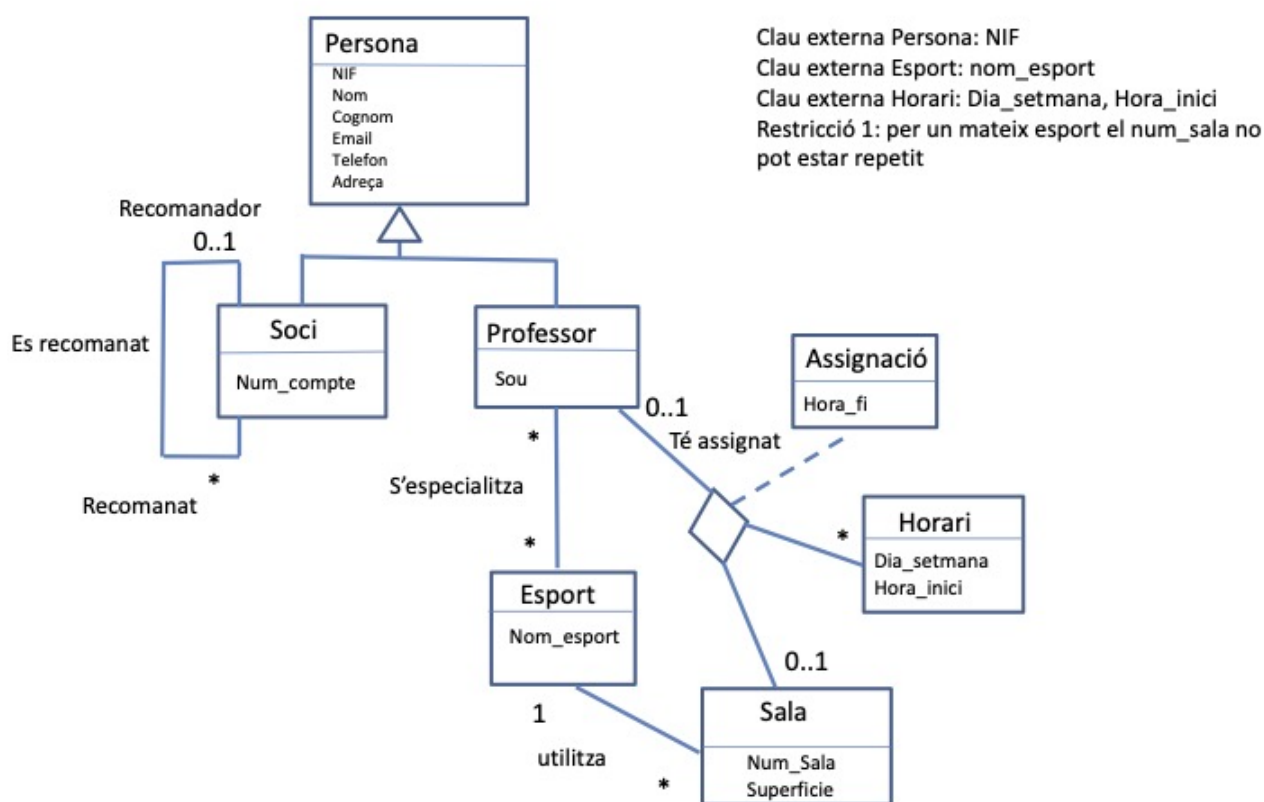 Persona
NIF
Nom
Cognom
Email
Telefon
Adreça
Clau externa Persona: NIF
Clau externa Esport: nom_esport
Clau externa Horari: Dia_setmana, Hora_inici
Restricció 1: per un mateix esport el num_sala no
pot estar repetit
Recomanador
0..1
Es recomanat
Soci
Num_compte
*
Recomanat
Professor
Sou
0..1
Té assignat
Assignació
Hora_fi
*
S'especialitza
*
*
Horari
Dia_setmana
Hora_inici
Esport
Nom_esport
1
utilitza
*
0..1
Sala
Num_Sala
Superficie